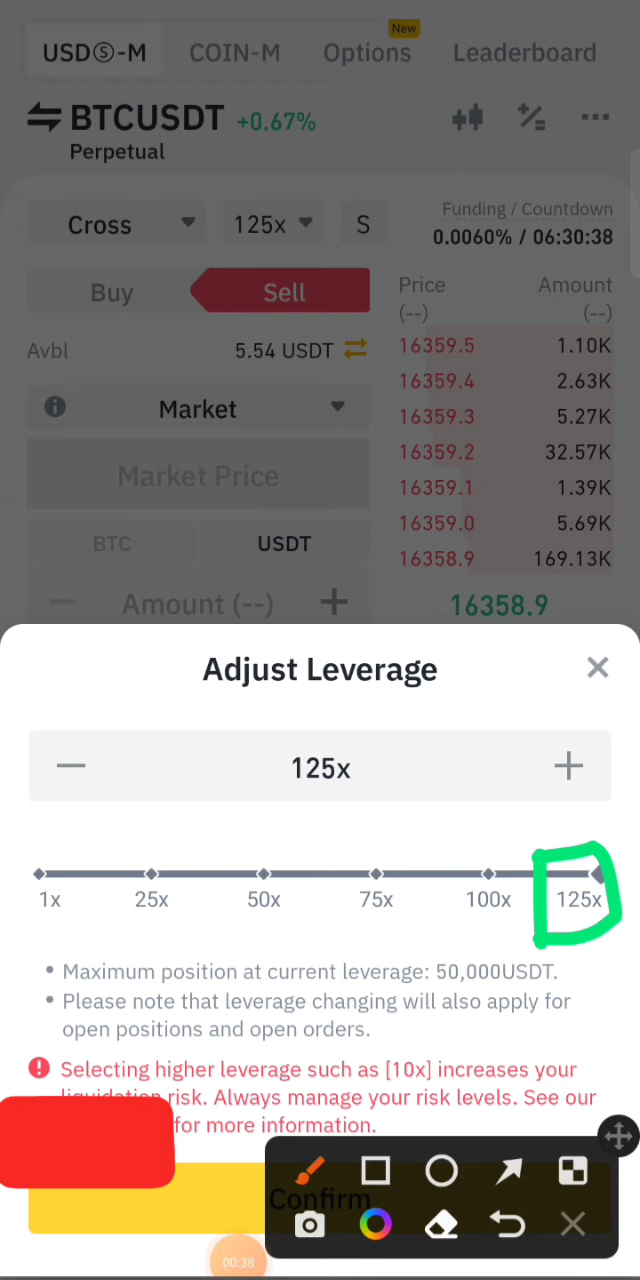 New
USDⓈ-M COIN-M Options Leaderboard
BTCUSDT +0.67%
Perpetual
Cross 125x S
Funding / Countdown
0.0060% / 06:30:38
Buy Sell
Price Amount
(--) (--)
Avbl 5.54 USDT
16359.5 1.10K
16359.4 2.63K
Market
16359.3 5.27K
Market Price
16359.2 32.57K
16359.1 1.39K
16359.0 5.69K
BTC USDT
16358.9 169.13K
Amount (--)
16358.9
Adjust Leverage
125x
1x 25x 50x 75x 100x 125x
• Maximum position at current leverage: 50,000USDT.
• Please note that leverage changing will also apply for
open positions and open orders.
Selecting higher leverage such as [10x] increases your
liquidation risk. Always manage your risk levels. See our
for more information.
Confirm
00:38